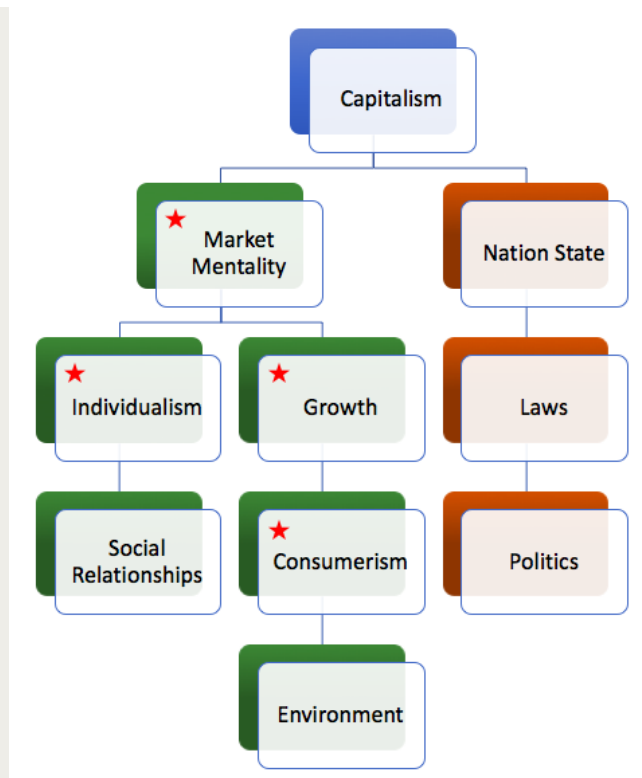 Capitalism
Market
Mentality
Nation State
Individualism
Growth
Laws
Social
Relationships
Consumerism
Politics
Environment